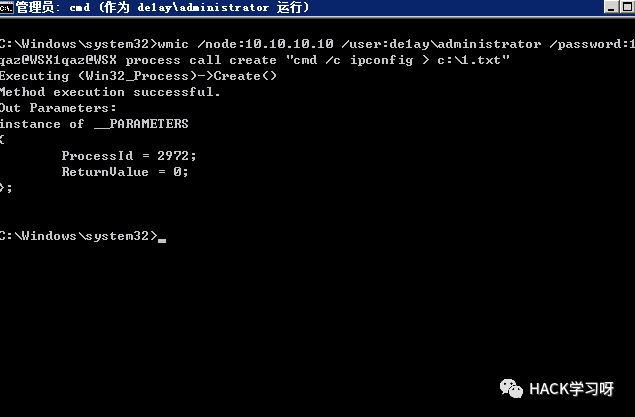 管理员: cmd (作为 delay\administrator 运行)
C:\Windows\system32>wmic /node:10.10.10.10 /user:delay\administrator /password:1
qaz@WSX1qaz@WSX process call create "cmd /c ipconfig > c:\1.txt"
Executing (Win32_Process)->Create()
Method execution successful.
Out Parameters:
instance of __PARAMETERS
{
        ProcessId = 2972;
        ReturnValue = 0;
};
C:\Windows\system32>_
HACK学习呀